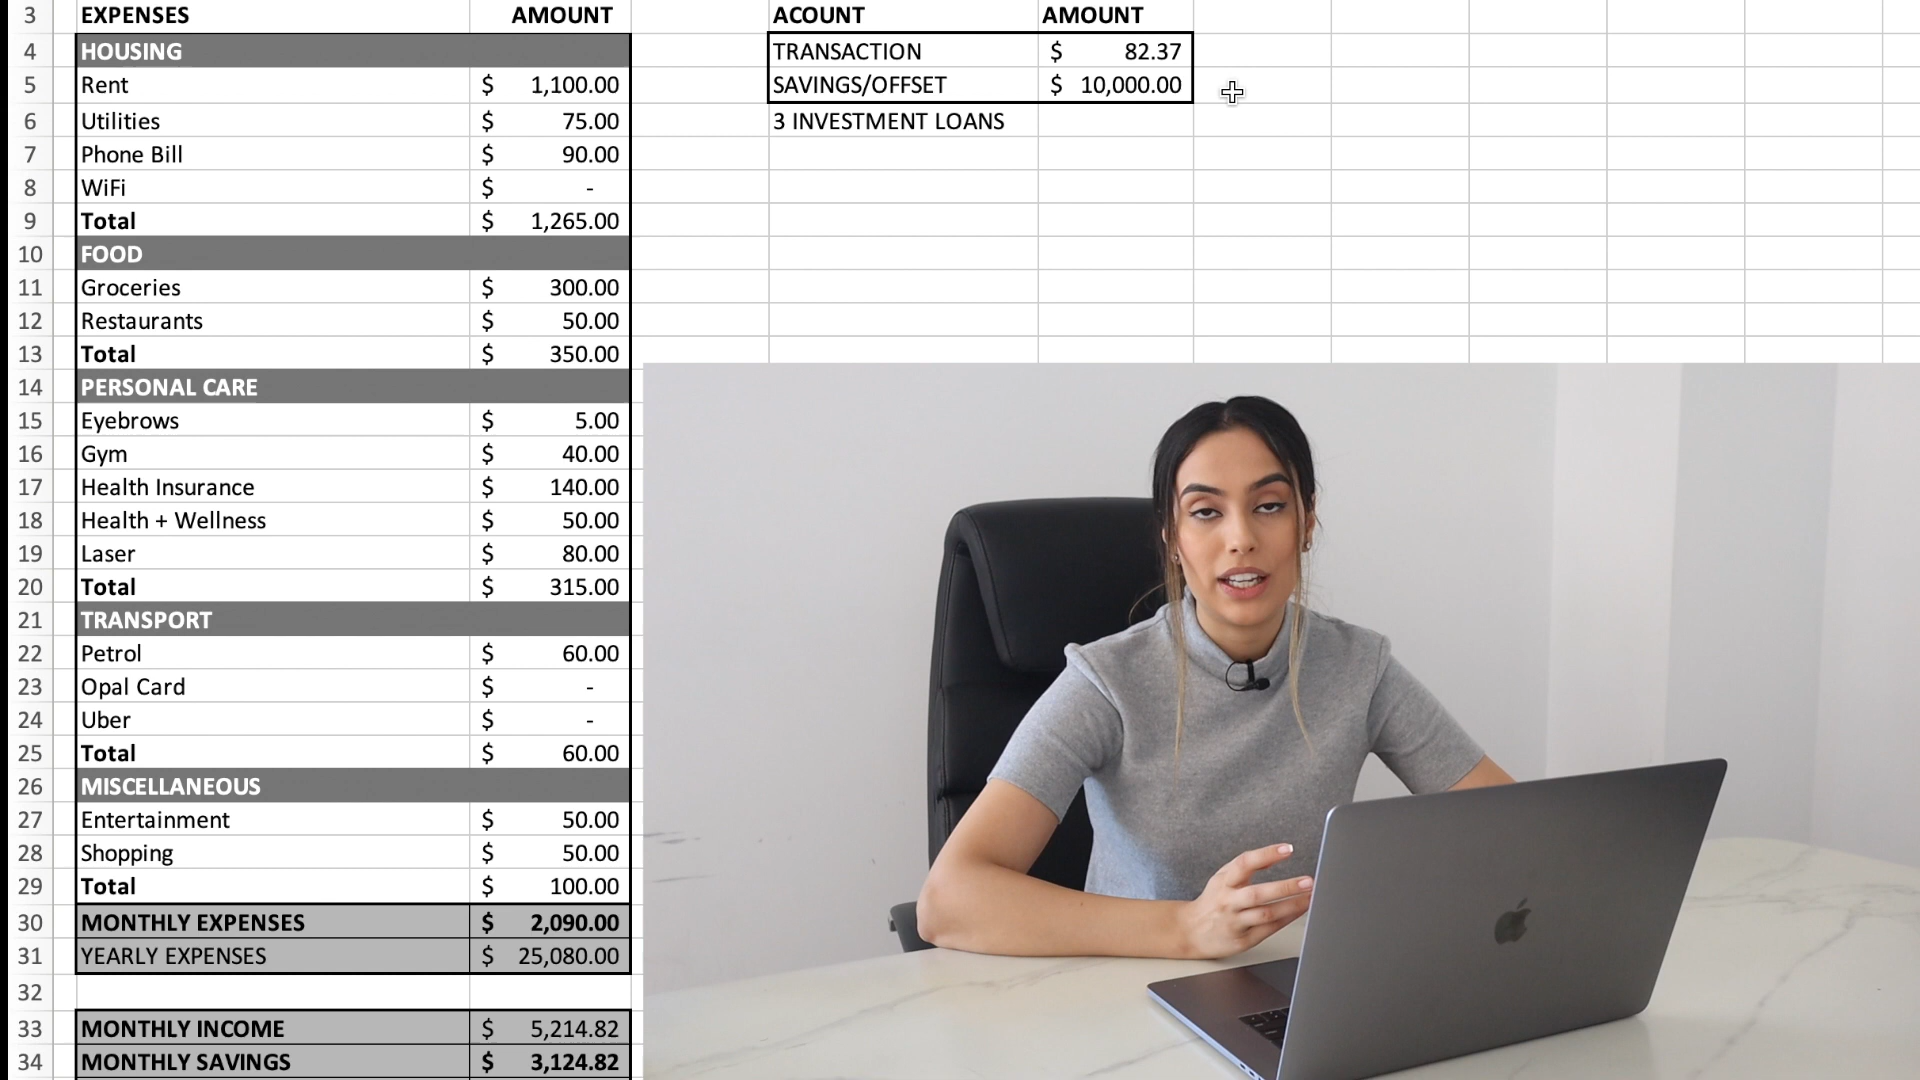 3 EXPENSES AMOUNT ACOUNT AMOUNT
4 HOUSING TRANSACTION $ 82.37
5 Rent $ 1,100.00 SAVINGS/OFFSET $ 10,000.00
6 Utilities $ 75.00 3 INVESTMENT LOANS
7 Phone Bill $ 90.00
8 WiFi $ -
9 Total $ 1,265.00
10 FOOD
11 Groceries $ 300.00
12 Restaurants $ 50.00
13 Total $ 350.00
14 PERSONAL CARE
15 Eyebrows $ 5.00
16 Gym $ 40.00
17 Health Insurance $ 140.00
18 Health + Wellness $ 50.00
19 Laser $ 80.00
20 Total $ 315.00
21 TRANSPORT
22 Petrol $ 60.00
23 Opal Card $ -
24 Uber $ -
25 Total $ 60.00
26 MISCELLANEOUS
27 Entertainment $ 50.00
28 Shopping $ 50.00
29 Total $ 100.00
30 MONTHLY EXPENSES $ 2,090.00
31 YEARLY EXPENSES $ 25,080.00
32
33 MONTHLY INCOME $ 5,214.82
34 MONTHLY SAVINGS $ 3,124.82